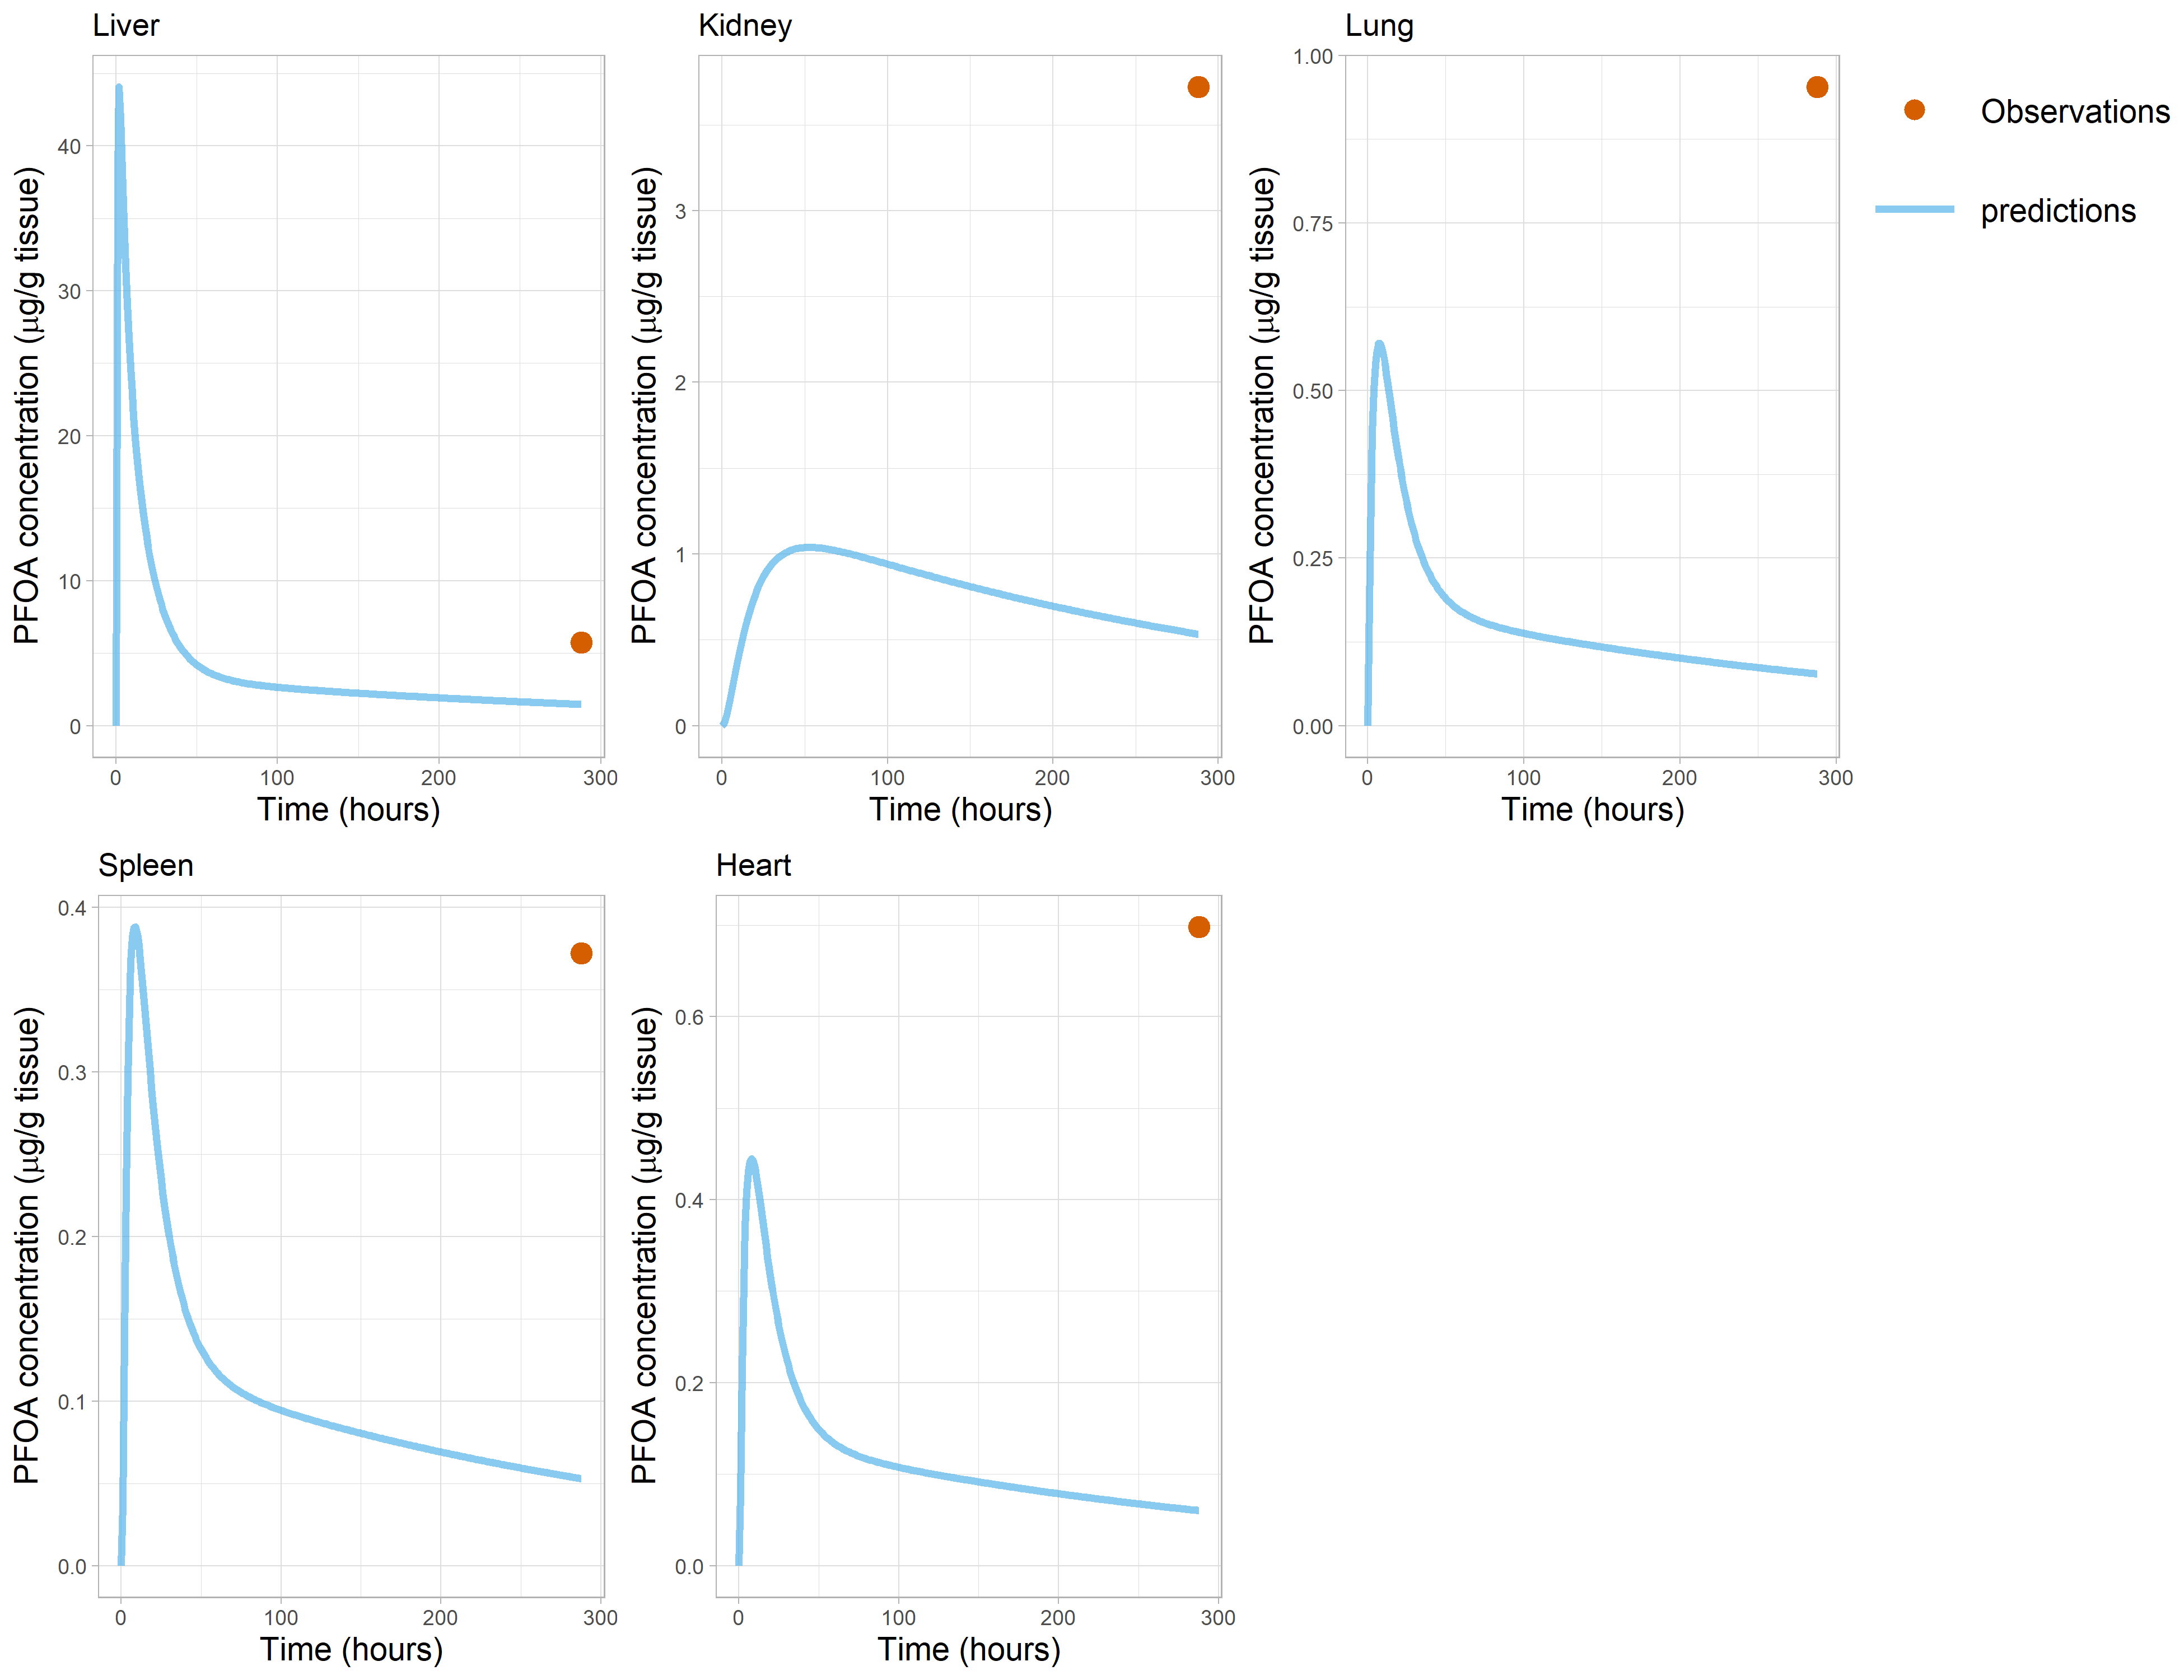 Liver
PFOA concentration (μg/g tissue)
40
30
20
10
0
0 100 200 300
Time (hours)
Kidney
PFOA concentration (μg/g tissue)
3
2
1
0
0 100 200 300
Time (hours)
Lung
PFOA concentration (μg/g tissue)
1.00
0.75
0.50
0.25
0.00
0 100 200 300
Time (hours)
Observations
predictions
Spleen
PFOA concentration (μg/g tissue)
0.4
0.3
0.2
0.1
0.0
0 100 200 300
Time (hours)
Heart
PFOA concentration (μg/g tissue)
0.6
0.4
0.2
0.0
0 100 200 300
Time (hours)